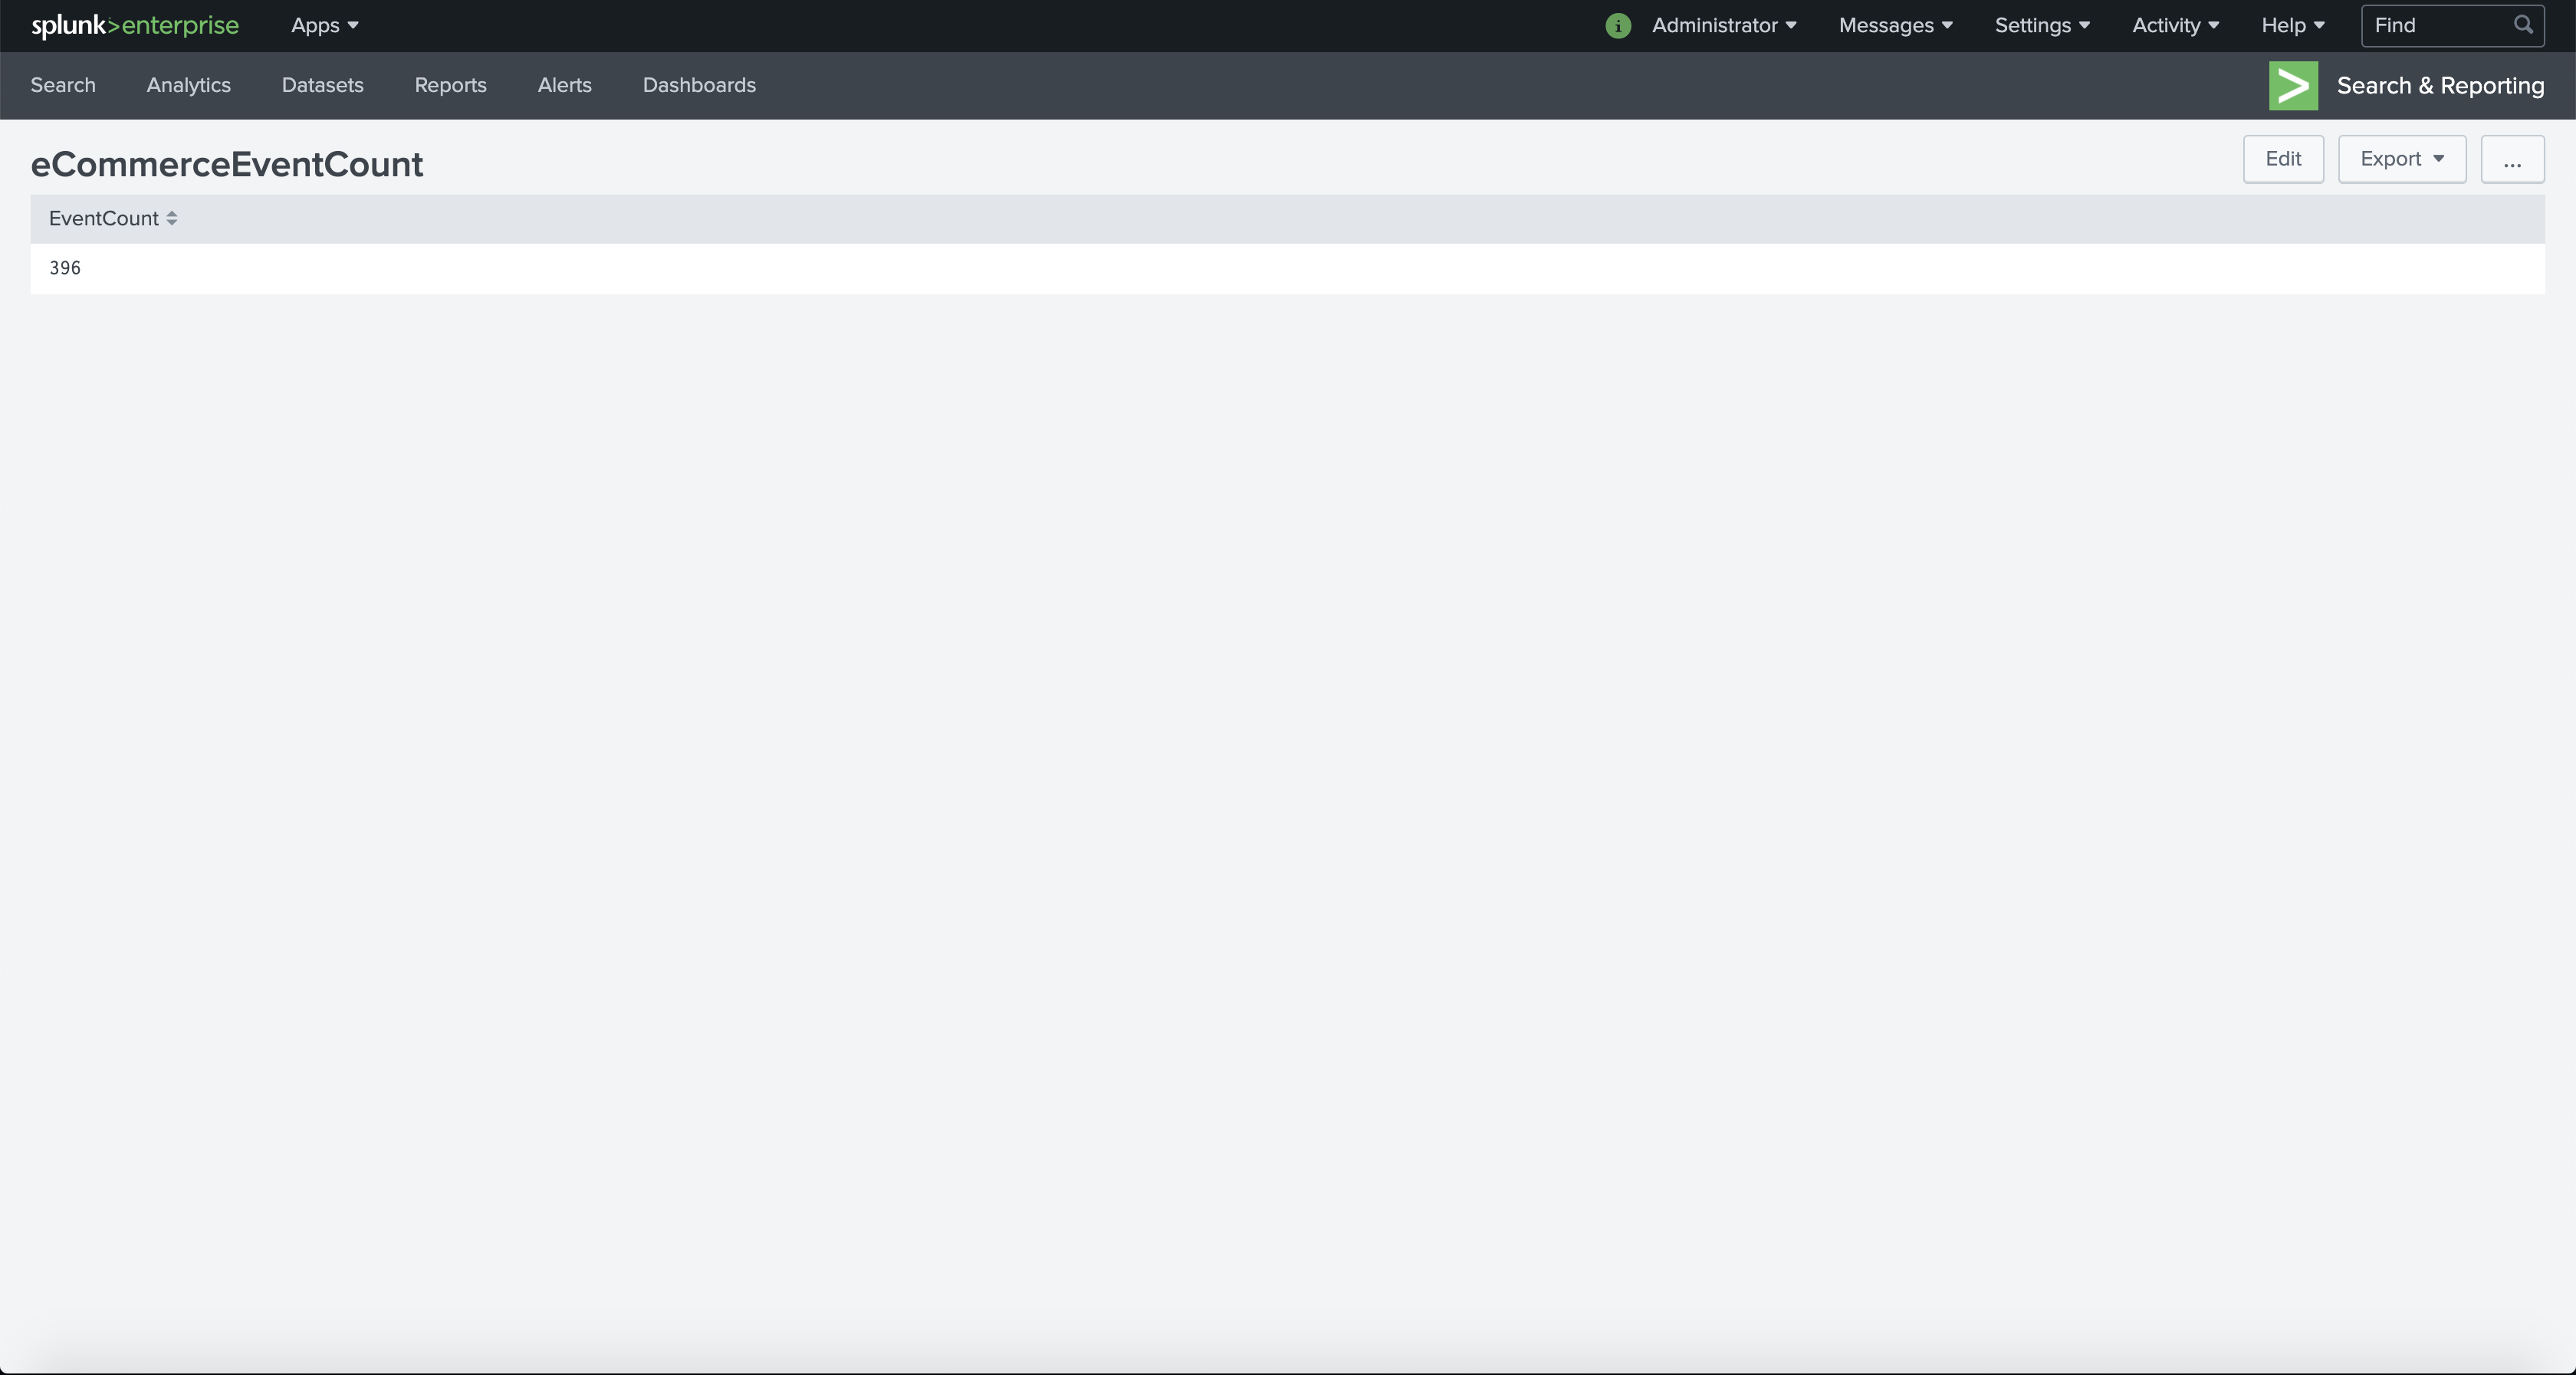 splunk>enterprise Apps i Administrator Messages Settings Activity Help Find
Search Analytics Datasets Reports Alerts Dashboards > Search & Reporting
eCommerceEventCount Edit Export ...
EventCount
396